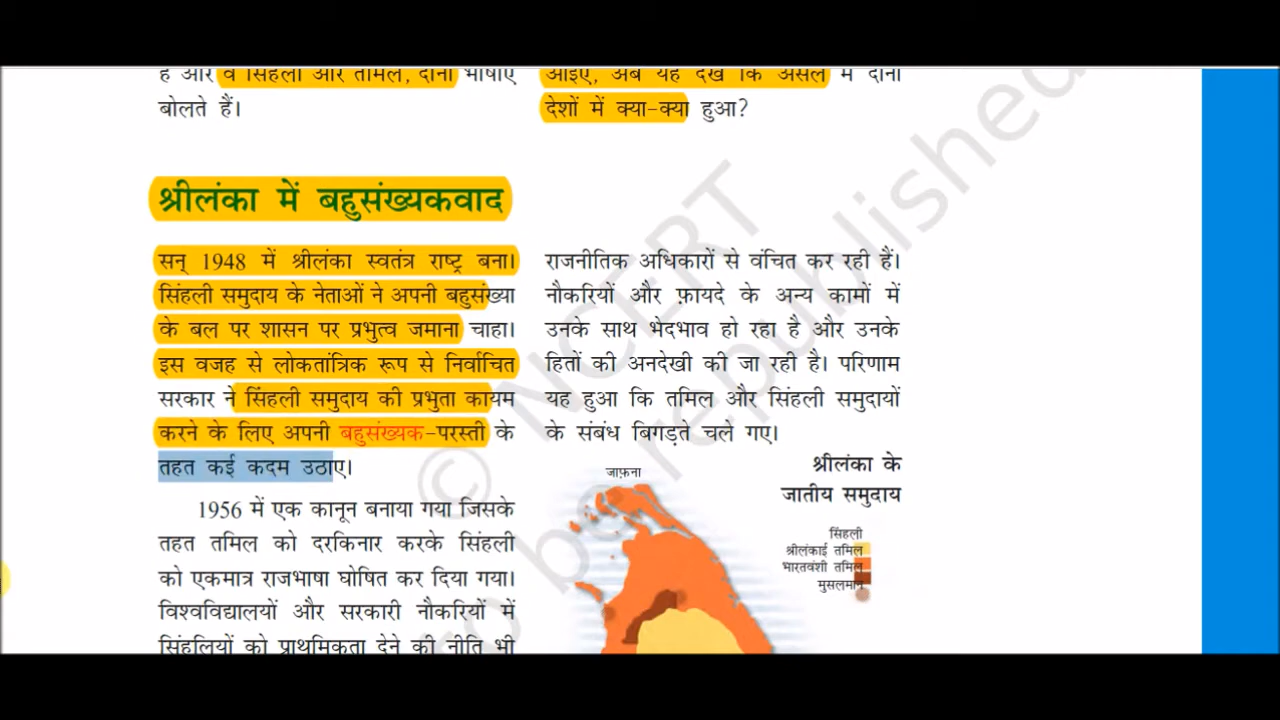 है और वे सिंहली और तमिल, दोनों भाषाएँ
बोलते हैं।
आइए, अब यह देखें कि असल में दोनों
देशों में क्या-क्या हुआ?
श्रीलंका में बहुसंख्यकवाद
सन् 1948 में श्रीलंका स्वतंत्र राष्ट्र बना।
सिंहली समुदाय के नेताओं ने अपनी बहुसंख्या
के बल पर शासन पर प्रभुत्व जमाना चाहा।
इस वजह से लोकतांत्रिक रूप से निर्वाचित
सरकार ने सिंहली समुदाय की प्रभुता कायम
करने के लिए अपनी बहुसंख्यक-परस्ती के
तहत कई कदम उठाए।
1956 में एक कानून बनाया गया जिसके
तहत तमिल को दरकिनार करके सिंहली
को एकमात्र राजभाषा घोषित कर दिया गया।
विश्वविद्यालयों और सरकारी नौकरियों में
सिंहलियों को प्राथमिकता देने की नीति भी
राजनीतिक अधिकारों से वंचित कर रही हैं।
नौकरियों और फ़ायदे के अन्य कामों में
उनके साथ भेदभाव हो रहा है और उनके
हितों की अनदेखी की जा रही है। परिणाम
यह हुआ कि तमिल और सिंहली समुदायों
के संबंध बिगड़ते चले गए।
श्रीलंका के
जातीय समुदाय
जाफ़ना
सिंहली
श्रीलंकाई तमिल
भारतवंशी तमिल
मुसलमान
© NCERT
to be republished